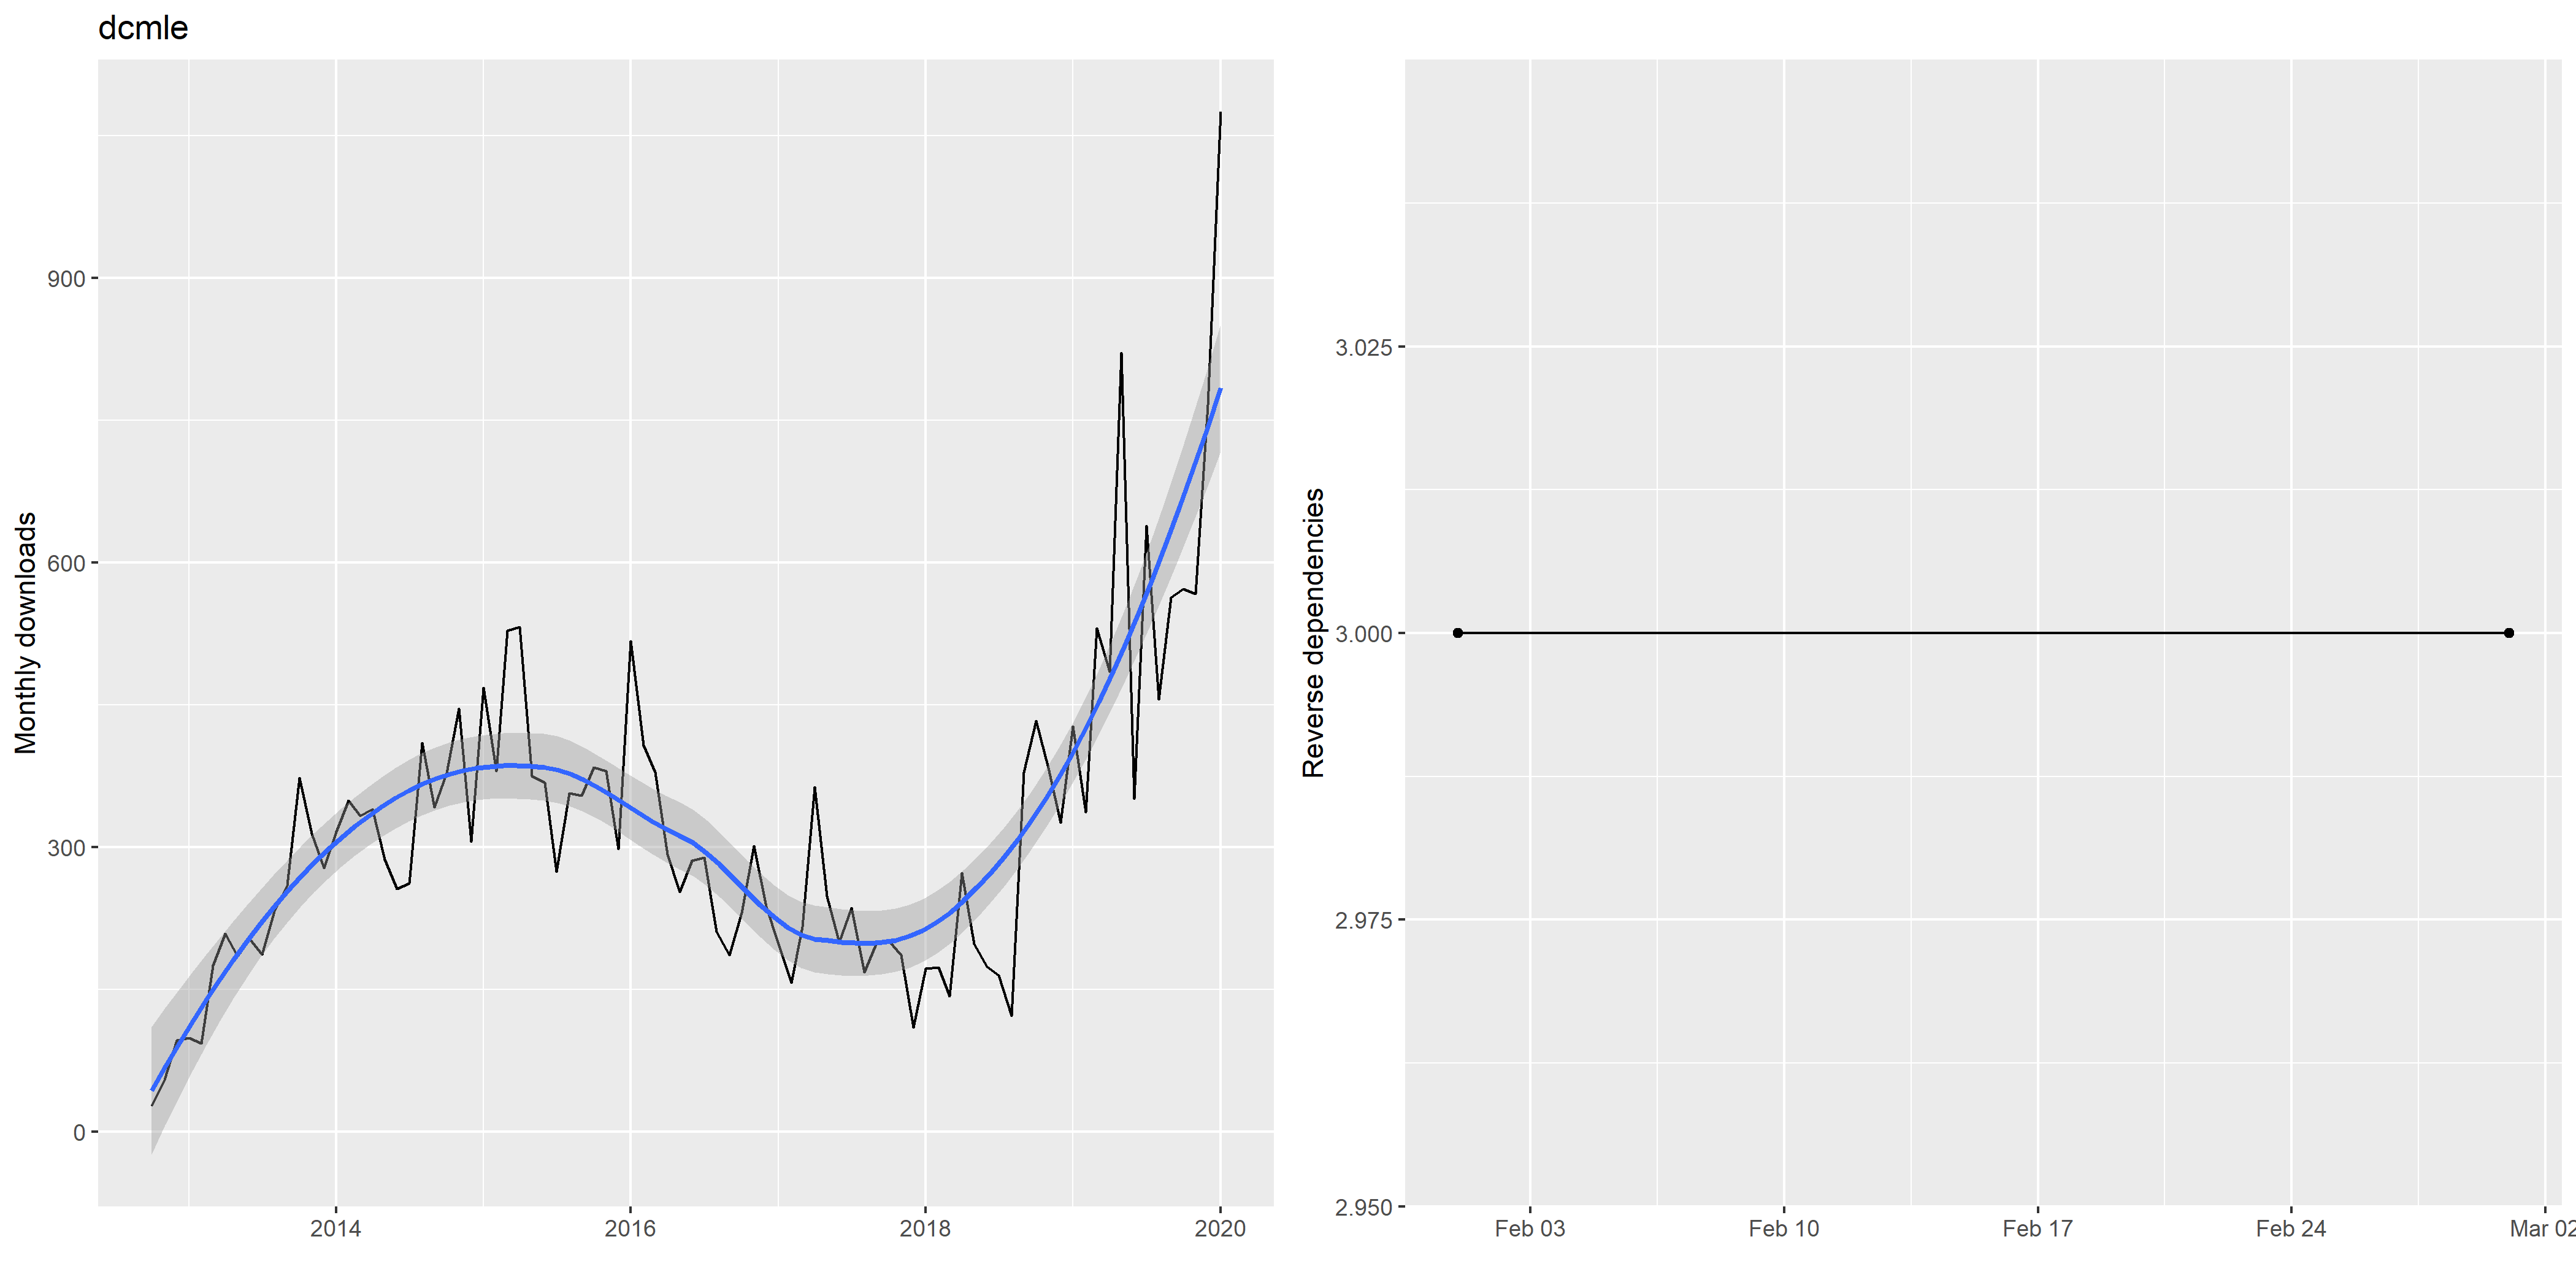 dcmle
Monthly downloads
900
600
300
0
2014
2016
2018
2020
Reverse dependencies
3.025
3.000
2.975
2.950
Feb 03
Feb 10
Feb 17
Feb 24
Mar 02